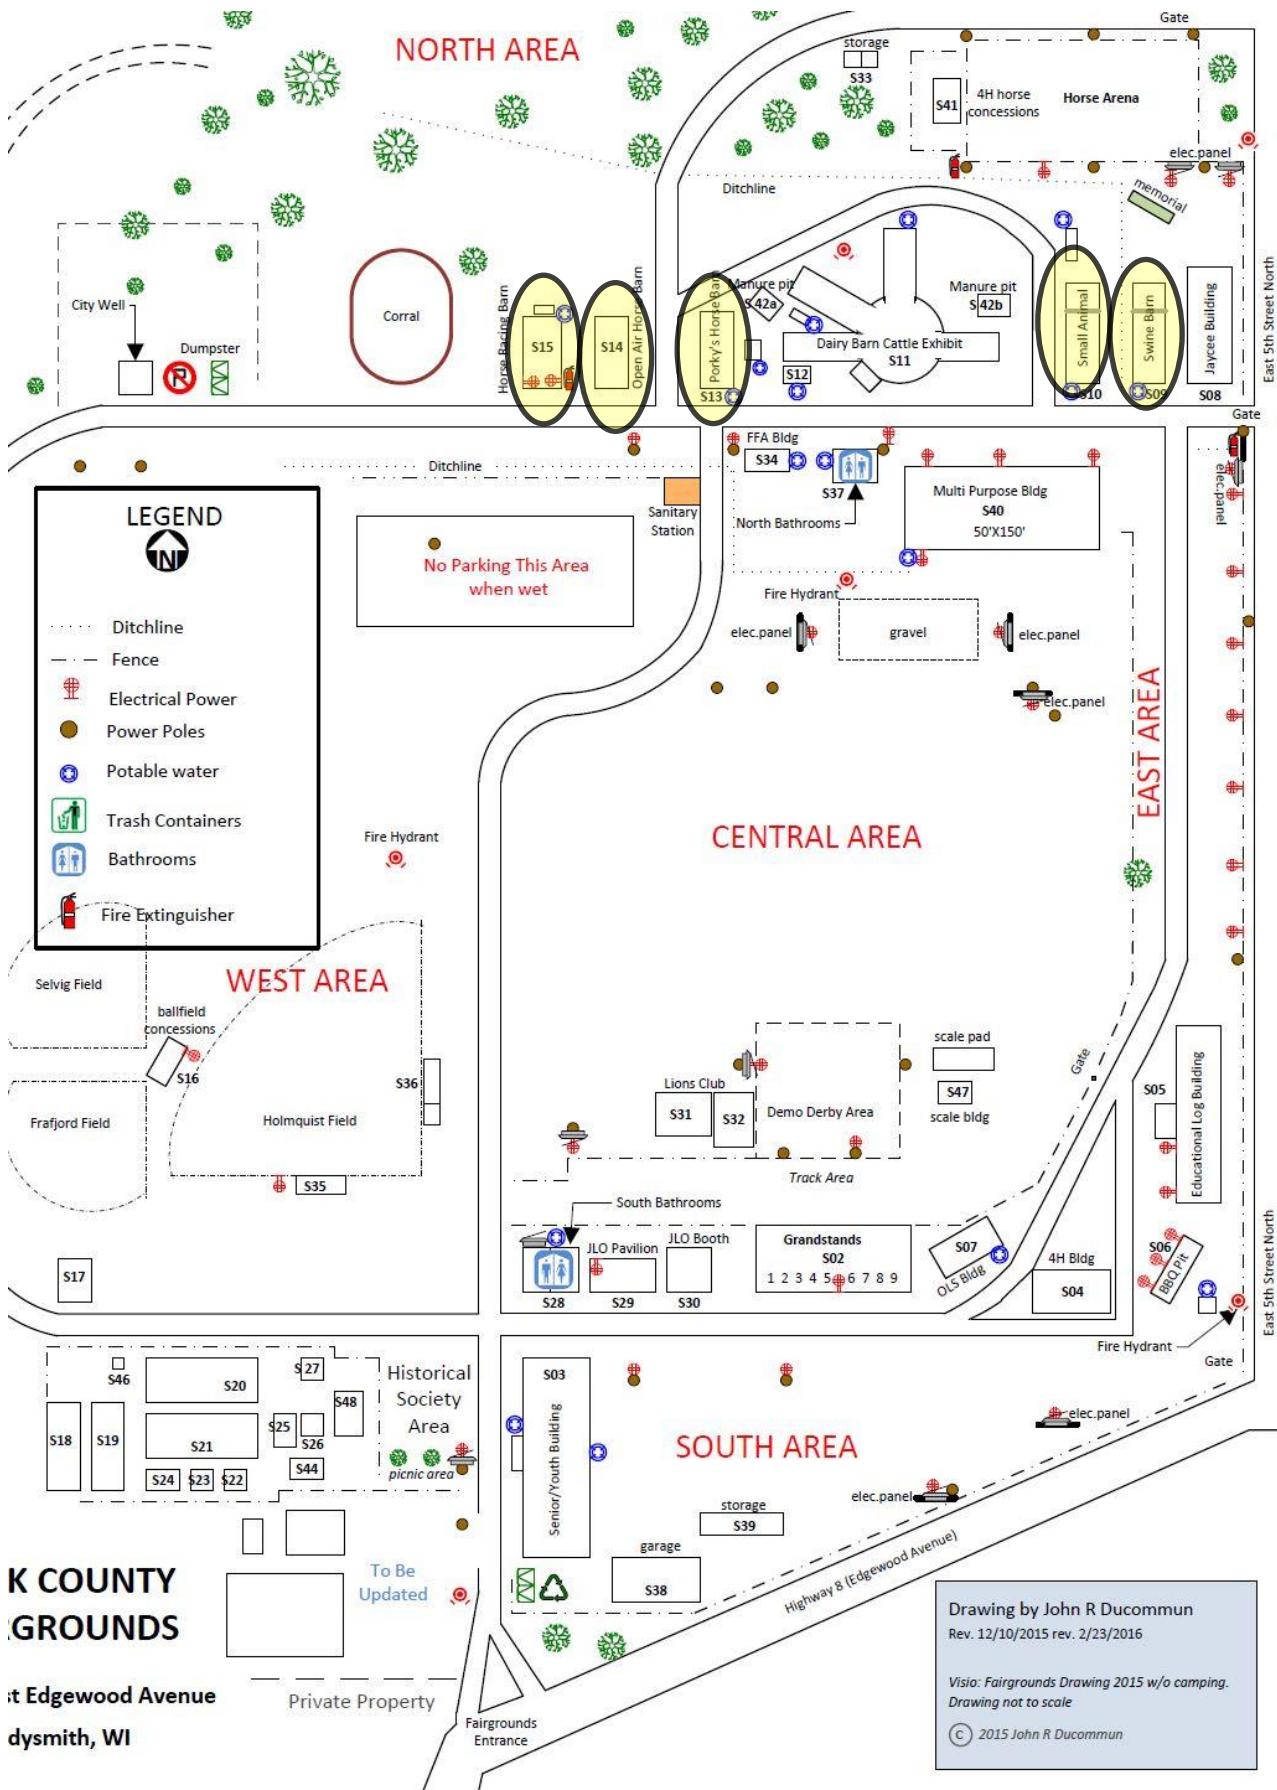 Gate
NORTH AREA
storage
S33
S41
4H horse
concessions
Horse Arena
elec.panel
Ditchline
memorial
City Well
Dumpster
Corral
Horse Racing Barn
S15
S14
Open Air Horse Barn
Porky's Horse Barn
S13
Manure pit
S 42a
Manure pit
S 42b
Dairy Barn Cattle Exhibit
S11
S12
Small Animal
S10
Swine Barn
S09
Jaycee Building
S08
East 5th Street North
Gate
Ditchline
FFA Bldg
S34
S37
North Bathrooms
Sanitary
Station
Multi Purpose Bldg
S40
50'X150'
elec.panel
LEGEND
N
Ditchline
Fence
Electrical Power
Power Poles
Potable water
Trash Containers
Bathrooms
Fire Extinguisher
No Parking This Area
when wet
Fire Hydrant
elec.panel
gravel
elec.panel
elec.panel
EAST AREA
CENTRAL AREA
Fire Hydrant
Selvig Field
WEST AREA
ballfield
concessions
S16
S36
Frafjord Field
Holmquist Field
S35
S17
Lions Club
S31
S32
Demo Derby Area
scale pad
S47
scale bldg
Gate
S05
Educational Log Building
Track Area
South Bathrooms
S28
JLO Pavilion
S29
JLO Booth
S30
Grandstands
S02
1 2 3 4 5 6 7 8 9
S07
OLS Bldg
4H Bldg
S04
S06
BBQ Pit
East 5th Street North
Fire Hydrant
Gate
S46
S20
S 27
S48
Historical
Society
Area
S18
S19
S21
S25
S26
S24
S23
S22
S44
picnic area
S03
Senior/Youth Building
SOUTH AREA
elec.panel
elec.panel
storage
S39
garage
S38
Highway 8 (Edgewood Avenue)
To Be
Updated
K COUNTY
RGROUNDS
st Edgewood Avenue
dysmith, WI
Private Property
Fairgrounds
Entrance
Drawing by John R Ducommun
Rev. 12/10/2015 rev. 2/23/2016
Visio: Fairgrounds Drawing 2015 w/o camping.
Drawing not to scale
C 2015 John R Ducommun